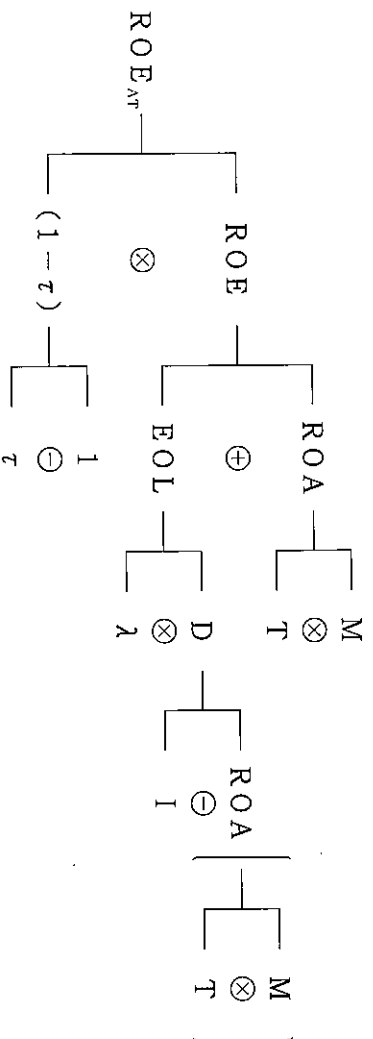 ROE_AT
ROE
⊗
(1 − τ)
ROA
⊕
EOL
1
⊖
τ
M
⊗
T
D
⊗
λ
ROA
⊖
I
(
M
⊗
T
)